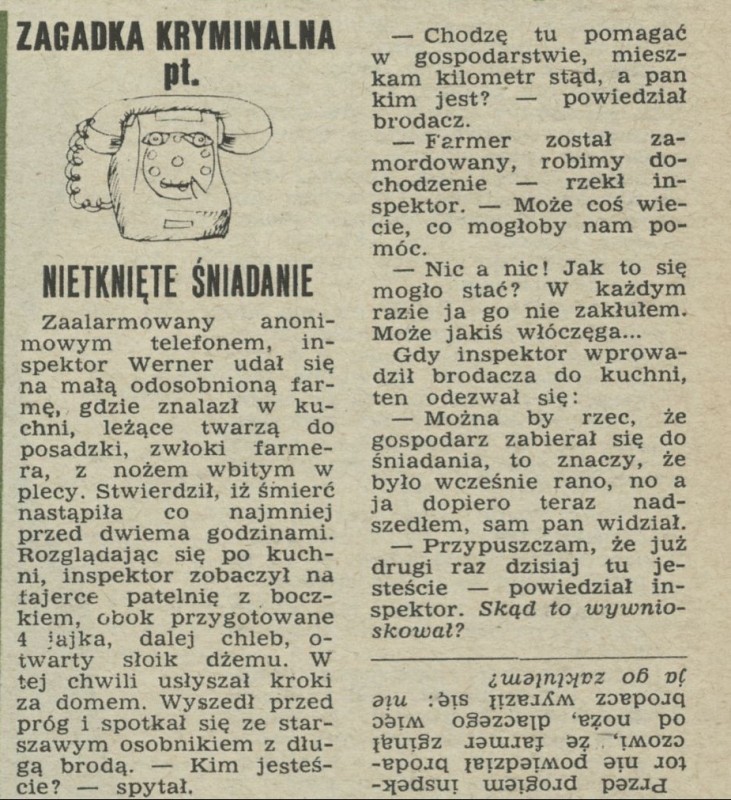 ZAGADKA KRYMINALNA
pt.
NIETKNIĘTE ŚNIADANIE
Zaalarmowany anoni-
mowym telefonem, in-
spektor Werner udał się
na małą odosobnioną far-
mę, gdzie znalazł w ku-
chni, leżące twarzą do
posadzki, zwłoki farme-
ra, z nożem wbitym w
plecy. Stwierdził, iż śmierć
nastąpiła co najmniej
przed dwiema godzinami.
Rozglądając się po kuch-
ni, inspektor zobaczył na
fajerce patelnię z bocz-
kiem, obok przygotowane
4 jajka, dalej chleb, o-
twarty słoik dżemu. W
tej chwili usłyszał kroki
za domem. Wyszedł przed
próg i spotkał się ze star-
szawym osobnikiem z dłu-
gą brodą. — Kim jesteś-
cie? — spytał.
— Chodzę tu pomagać
w gospodarstwie, miesz-
kam kilometr stąd, a pan
kim jest? — powiedział
brodacz.
— Farmer został za-
mordowany, robimy do-
chodzenie — rzekł in-
spektor. — Może coś wie-
cie, co mogłoby nam po-
móc.
— Nic a nic! Jak to się
mogło stać? W każdym
razie ja go nie zakłułem.
Może jakiś włóczęga...
Gdy inspektor wprowa-
dził brodacza do kuchni,
ten odezwał się:
— Można by rzec, że
gospodarz zabierał się do
śniadania, to znaczy, że
było wcześnie rano, no a
ja dopiero teraz nad-
szedłem, sam pan widział.
— Przypuszczam, że już
drugi raz dzisiaj tu je-
steście — powiedział in-
spektor. Skąd to wywnio-
skował?
Przed progiem inspek-
tor nie powiedział broda-
czowi, że farmer zginął
od noża, dlaczego więc
brodacz wyraził się: nie
ja go zakłułem?